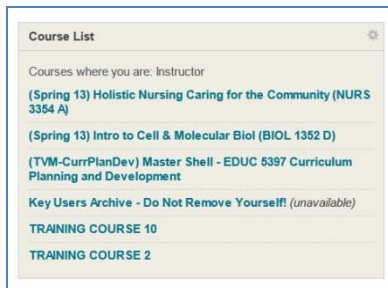 Course List
Courses where you are: Instructor
(Spring 13) Holistic Nursing Caring for the Community (NURS
3354 A)
(Spring 13) Intro to Cell & Molecular Biol (BIOL 1352 D)
(TVM-CurrPlanDev) Master Shell - EDUC 5397 Curriculum
Planning and Development
Key Users Archive - Do Not Remove Yourself! (unavailable)
TRAINING COURSE 10
TRAINING COURSE 2